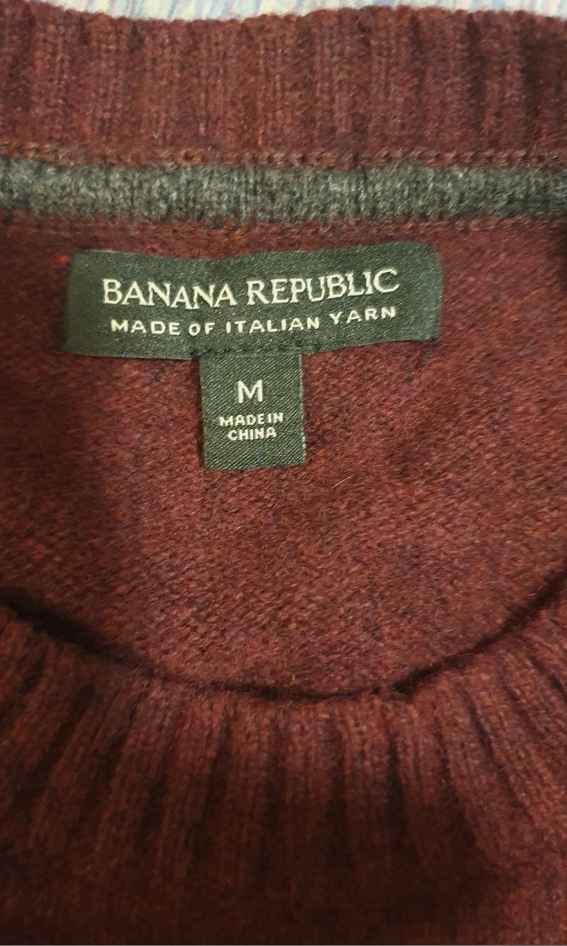 BANANA REPUBLIC
MADE OF ITALIAN YARN
M
MADE IN
CHINA